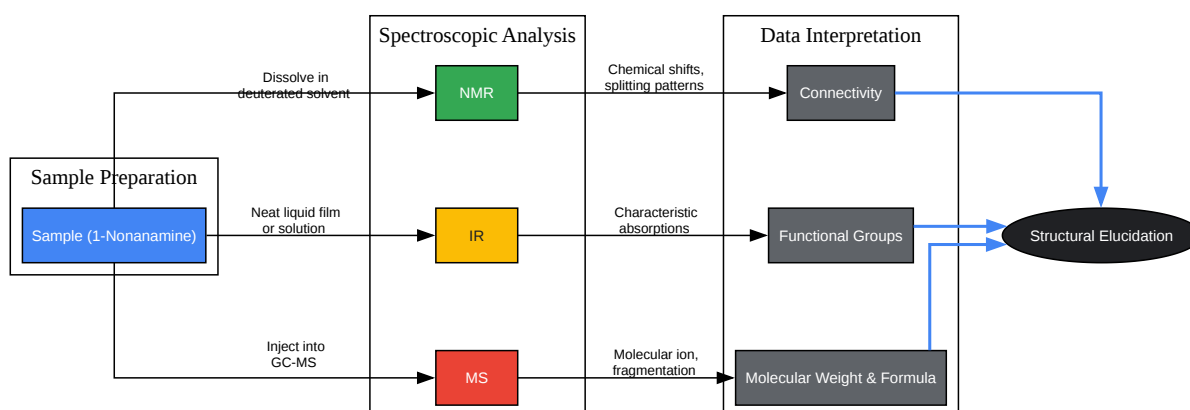 Spectroscopic Analysis
Data Interpretation
Dissolve in
deuterated solvent
NMR
Chemical shifts,
splitting patterns
Connectivity
Sample Preparation
Sample (1-Nonanamine)
Neat liquid film
or solution
IR
Characteristic
absorptions
Functional Groups
Structural Elucidation
Inject into
GC-MS
MS
Molecular ion,
fragmentation
Molecular Weight & Formula